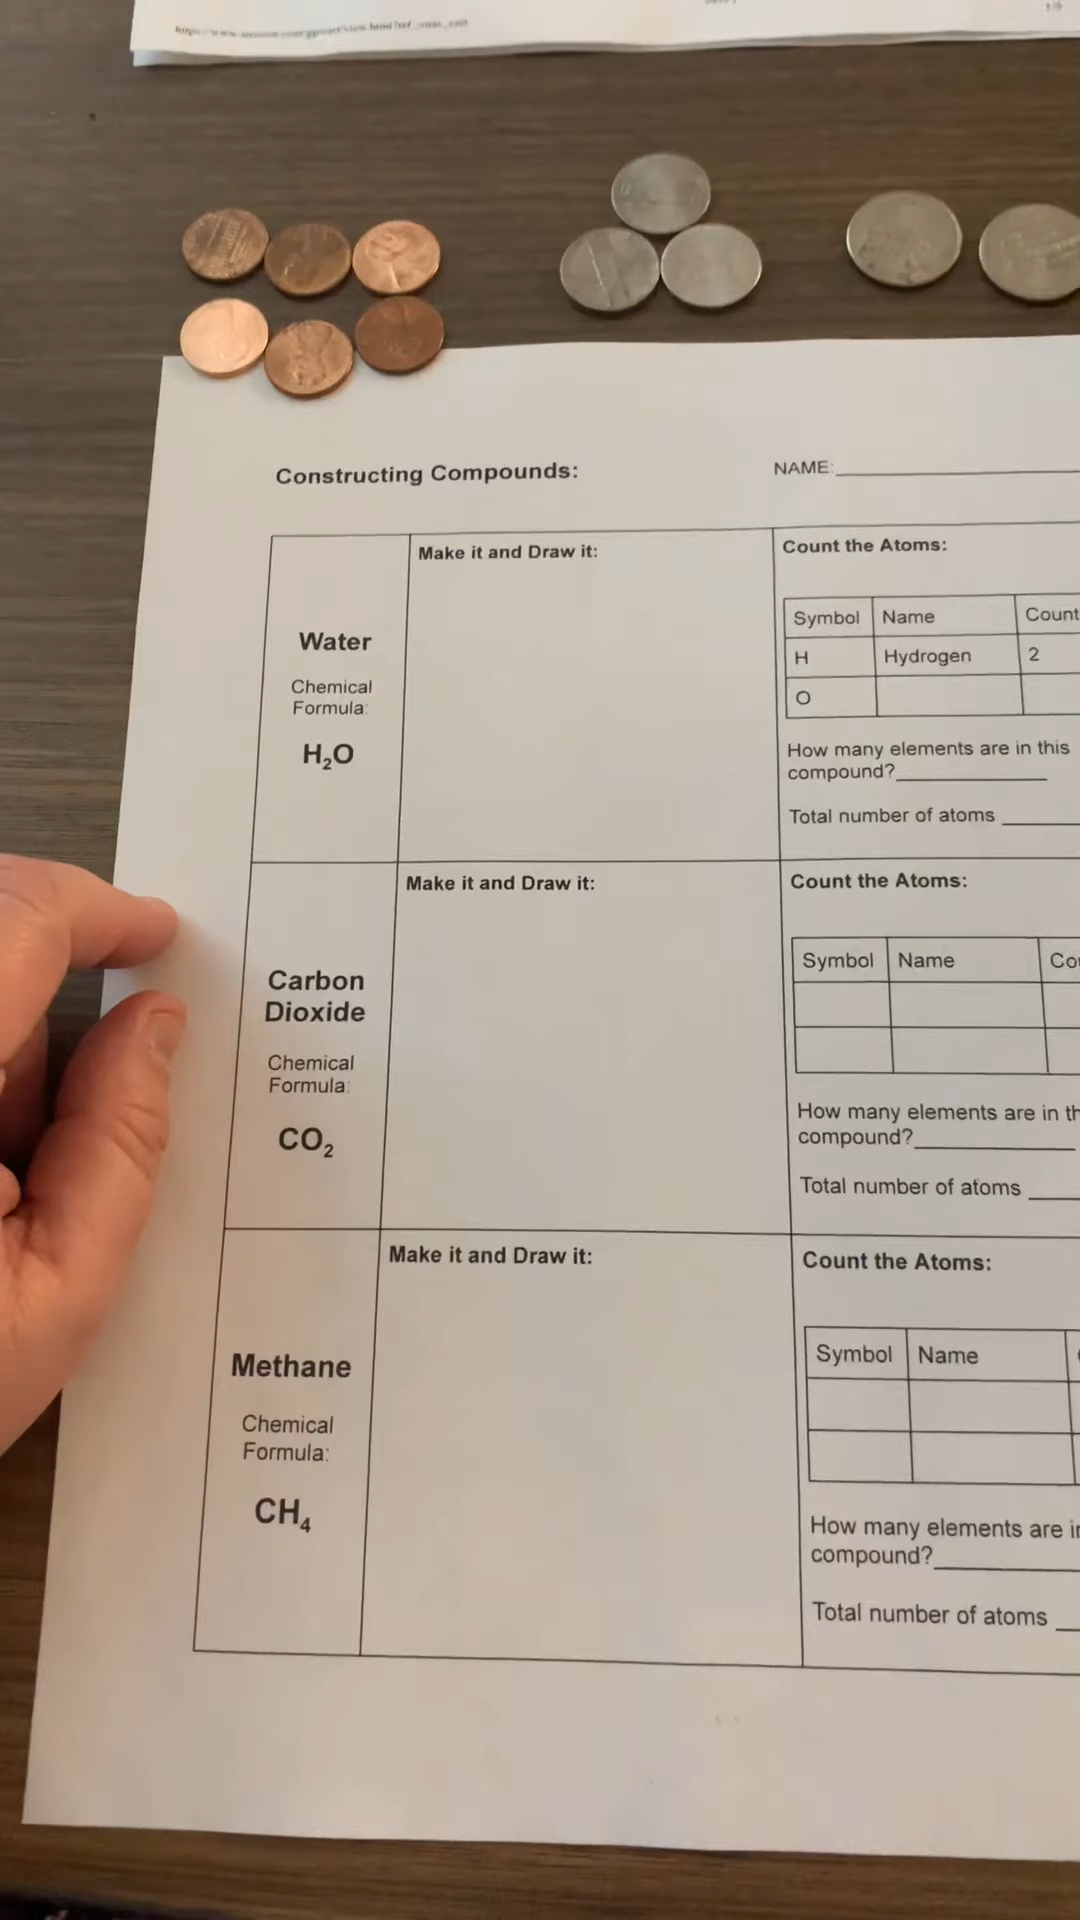 Constructing Compounds:
NAME:
Water
Chemical
Formula:
H₂O
Make it and Draw it:
Count the Atoms:
Symbol Name Count
H Hydrogen 2
O
How many elements are in this
compound?
Total number of atoms
Carbon
Dioxide
Chemical
Formula:
CO₂
Make it and Draw it:
Count the Atoms:
Symbol Name Co
How many elements are in th
compound?
Total number of atoms
Methane
Chemical
Formula:
CH₄
Make it and Draw it:
Count the Atoms:
Symbol Name
How many elements are in
compound?
Total number of atoms